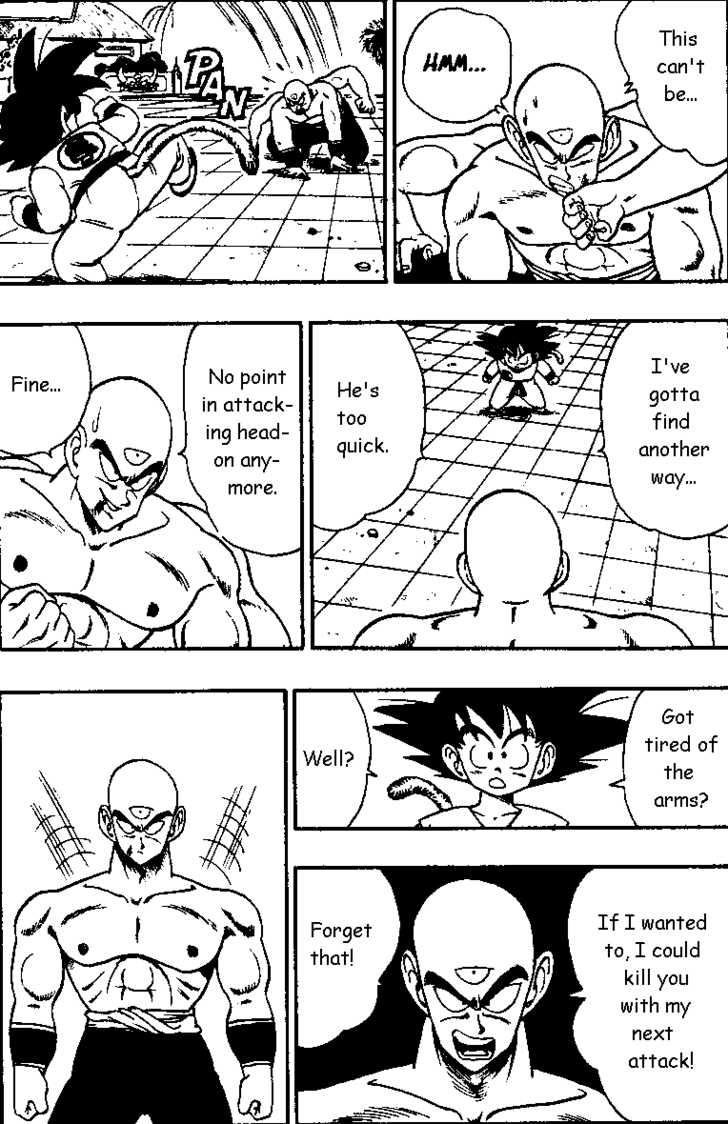 PAN
HMM...
This
can't
be...
Fine...
No point
in attack-
ing head-
on any-
more.
He's
too
quick.
I've
gotta
find
another
way...
Well?
Got
tired of
the
arms?
Forget
that!
If I wanted
to, I could
kill you
with my
next
attack!